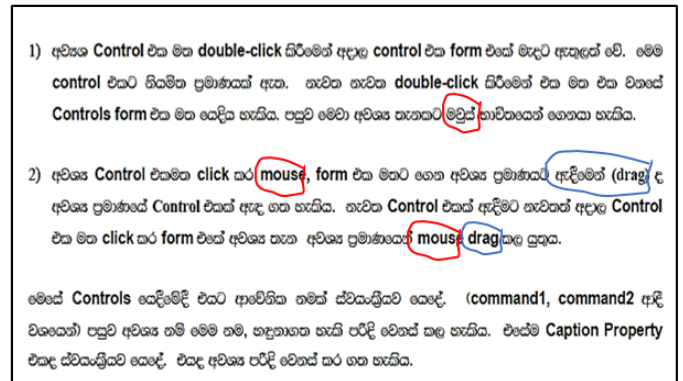 1) අවශ්‍ය Control එක මත double-click කිරීමෙන් අදාල control එක form එකේ මැදට ඇතුලත් වේ. මෙම
control එකට නියමිත ප්‍රමාණයක් ඇත. නැවත නැවත double-click කිරීමෙන් එක මත එක වනසේ
Controls form එක මත යෙදිය හැකිය. පසුව මෙවා අවශ්‍ය තැනකට මවුස් භාවිතයෙන් ගෙනයා හැකිය.
2) අවශ්‍ය Control එකමත click කර mouse, form එක මතට ගෙන අවශ්‍ය ප්‍රමාණයට ඇදීමෙන් (drag) ද
අවශ්‍ය ප්‍රමාණයේ Control එකක් ඇඳ ගත හැකිය. නැවත Control එකක් ඇදීමට නැවතත් අදාල Control
එක මත click කර form එකේ අවශ්‍ය තැන අවශ්‍ය ප්‍රමාණයෙන් mouse drag කල යුතුය.
මෙසේ Controls යෙදීමේදී එයට ආවේනික නමක් ස්වයංක්‍රීයව යෙදේ. (command1, command2 ආදී
වශයෙන්) පසුව අවශ්‍ය නම් මෙම නම, හඳුනාගත හැකි පරිදි වෙනස් කල හැකිය. එසේම Caption Property
එකද ස්වයංක්‍රීයව යෙදේ. එයද අවශ්‍ය පරිදි වෙනස් කර ගත හැකිය.